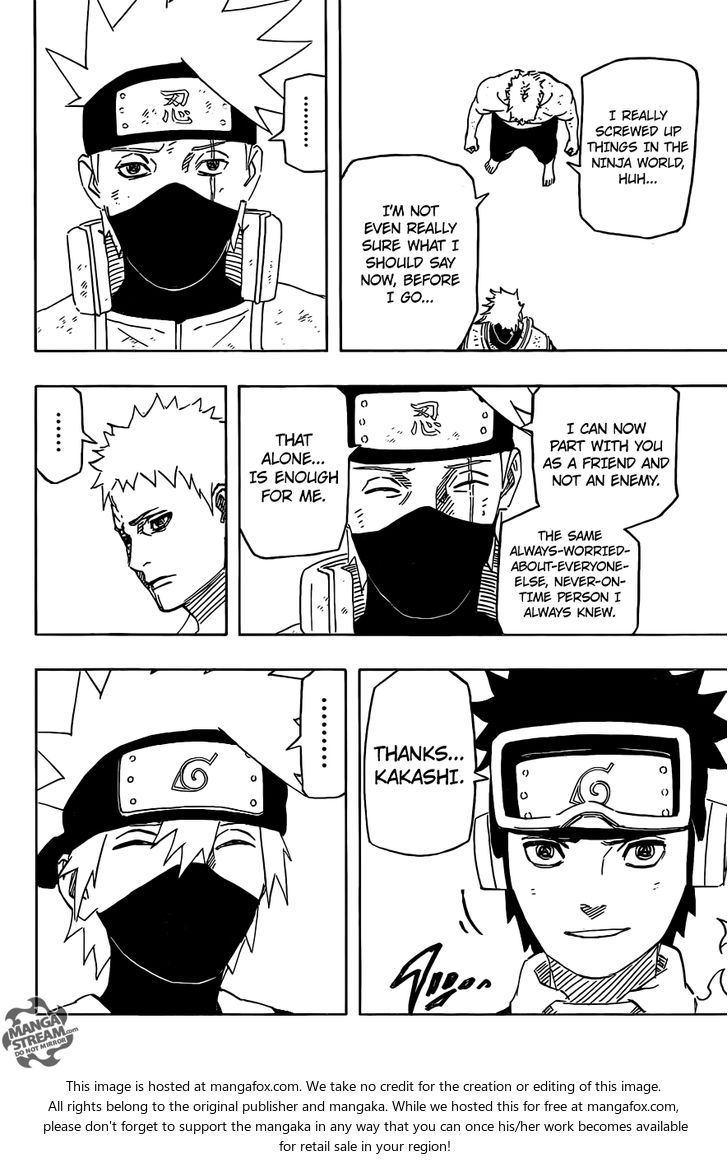 I REALLY
SCREWED UP
THINGS IN THE
NINJA WORLD,
HUH...
I'M NOT
EVEN REALLY
SURE WHAT I
SHOULD SAY
NOW, BEFORE
I GO...
.........
忍
I CAN NOW
PART WITH YOU
AS A FRIEND AND
NOT AN ENEMY.
THE SAME
ALWAYS-WORRIED-
ABOUT-EVERYONE-
ELSE, NEVER-ON-
TIME PERSON I
ALWAYS KNEW.
忍
THAT
ALONE...
IS ENOUGH
FOR ME.
.......
THANKS...
KAKASHI.
.........
MANGA
STREAM.com
DO NOT MIRROR
This image is hosted at mangafox.com. We take no credit for the creation or editing of this image.
All rights belong to the original publisher and mangaka. While we hosted this for free at mangafox.com,
please don't forget to support the mangaka in any way that you can once his/her work becomes available
for retail sale in your region!